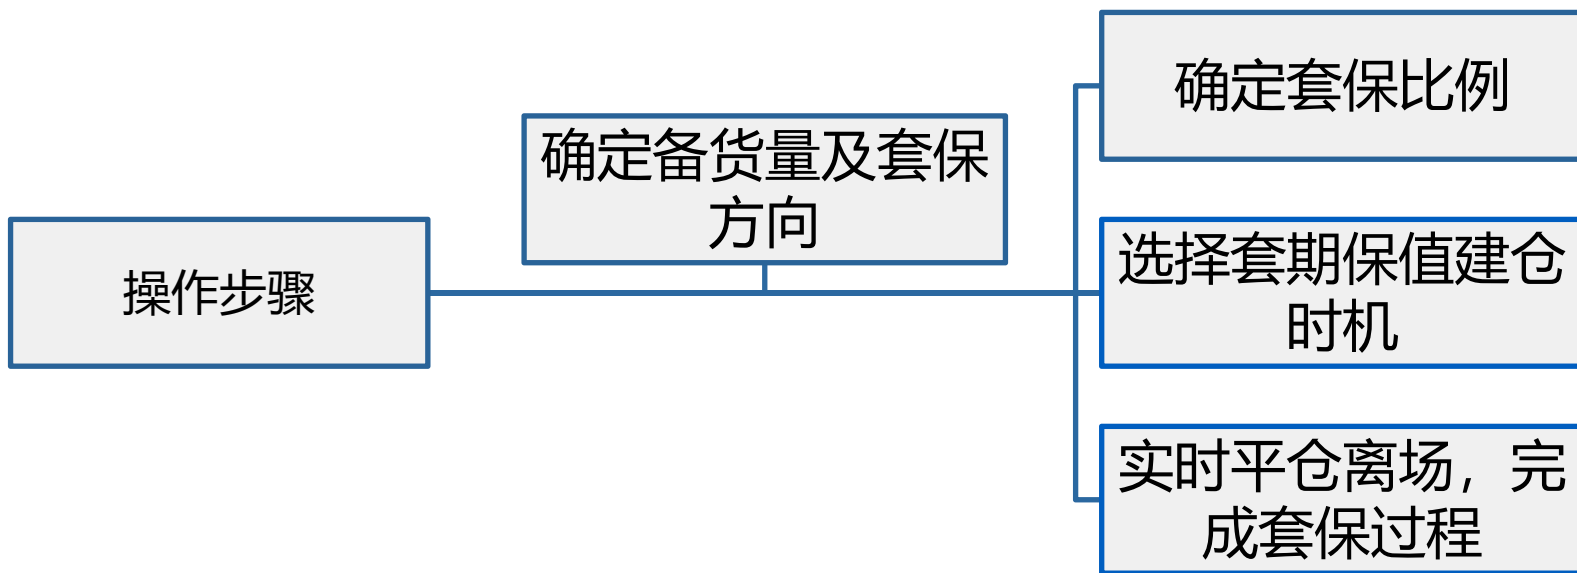 操作步骤
确定备货量及套保
方向
确定套保比例
选择套期保值建仓
时机
实时平仓离场，完
成套保过程